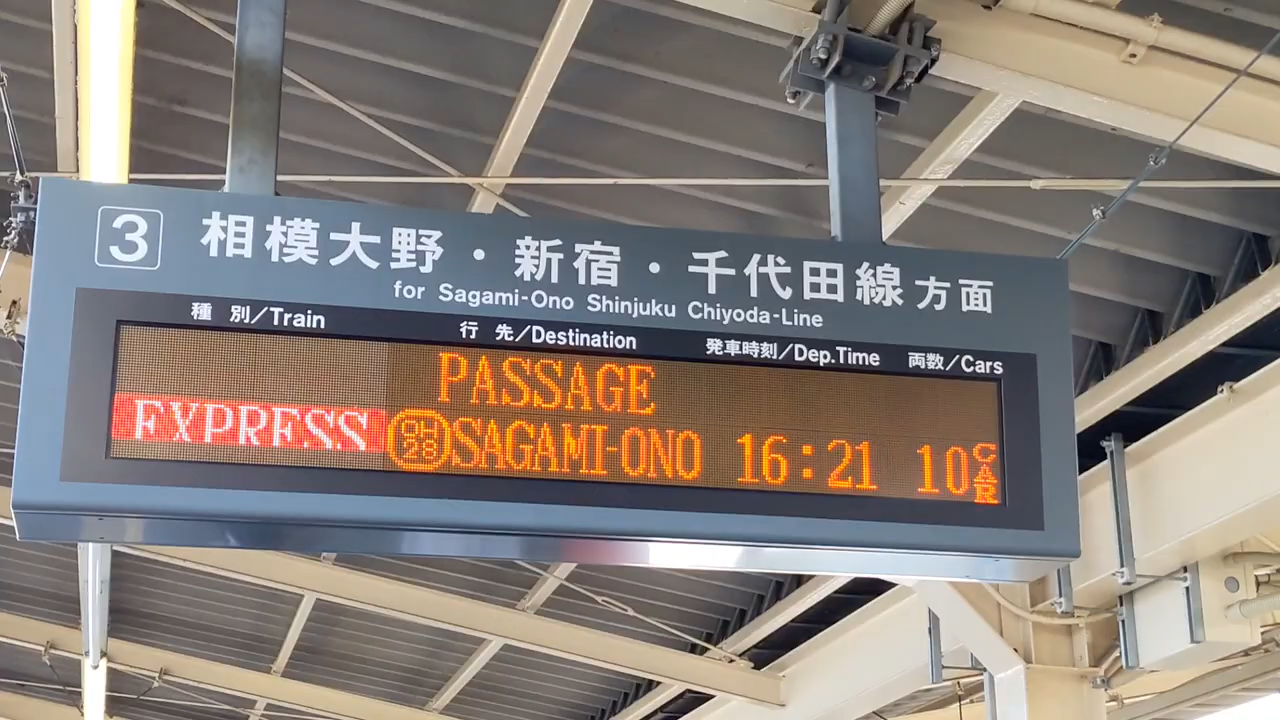 3 相模大野・新宿・千代田線方面
for Sagami-Ono Shinjuku Chiyoda-Line
種別/Train 行先/Destination 発車時刻/Dep.Time 両数/Cars
PASSAGE
EXPRESS OH 28 SAGAMI-ONO 16:21 10 CAR